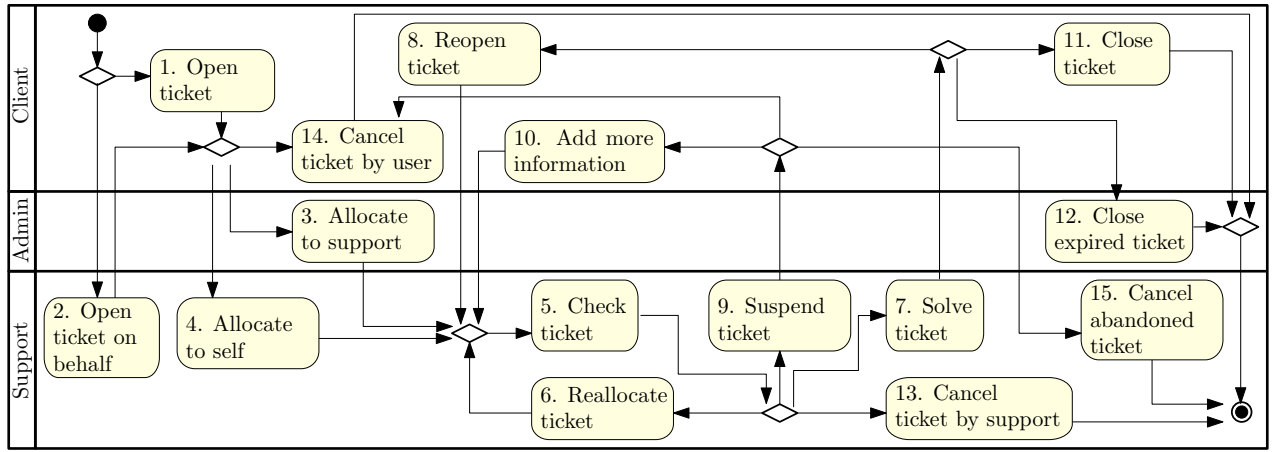 Client
8. Reopen
ticket
11. Close
ticket
1. Open
ticket
14. Cancel
ticket by user
10. Add more
information
Admin
3. Allocate
to support
12. Close
expired ticket
Support
2. Open
ticket on
behalf
4. Allocate
to self
5. Check
ticket
9. Suspend
ticket
7. Solve
ticket
15. Cancel
abandoned
ticket
6. Reallocate
ticket
13. Cancel
ticket by support